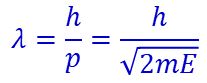 λ = h/p = h/√2mE